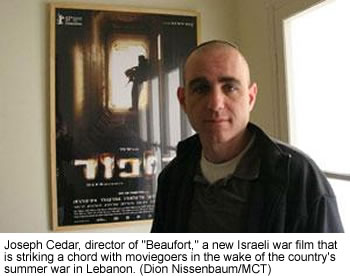 בופור
Joseph Cedar, director of "Beaufort," a new Israeli war film that
is striking a chord with moviegoers in the wake of the country's
summer war in Lebanon. (Dion Nissenbaum/MCT)